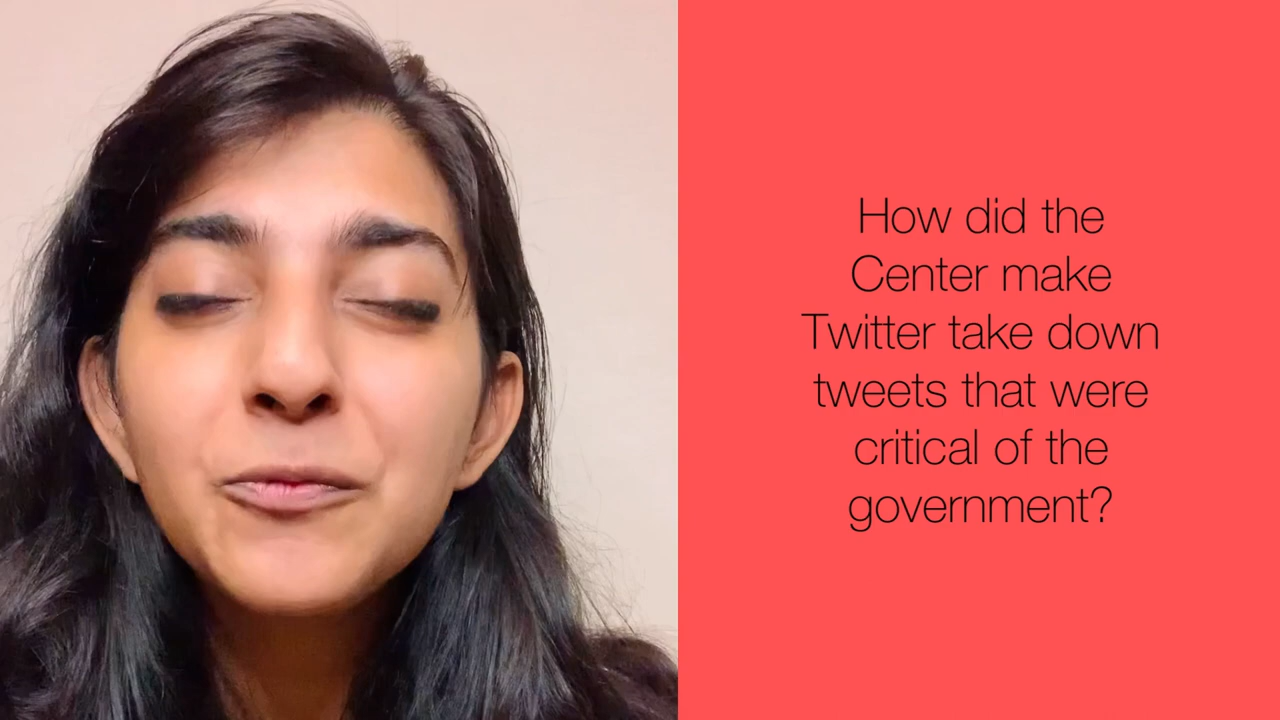 How did the
Center make
Twitter take down
tweets that were
critical of the
government?